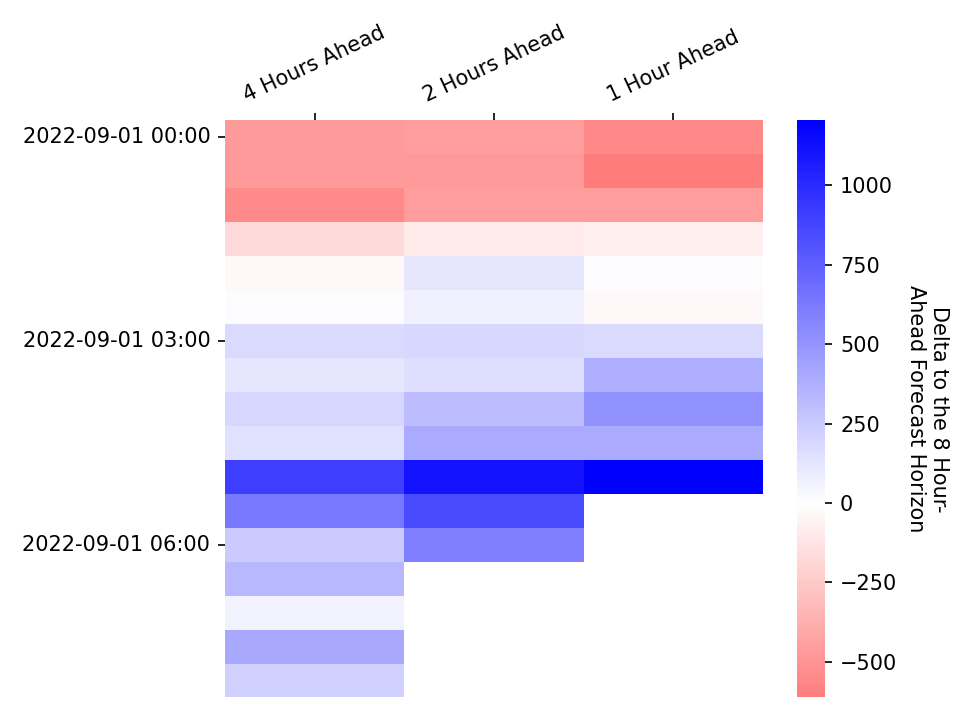 4 Hours Ahead
2 Hours Ahead
1 Hour Ahead
2022-09-01 00:00
2022-09-01 03:00
2022-09-01 06:00
1000
750
500
250
0
−250
−500
Delta to the 8 Hour-
Ahead Forecast Horizon